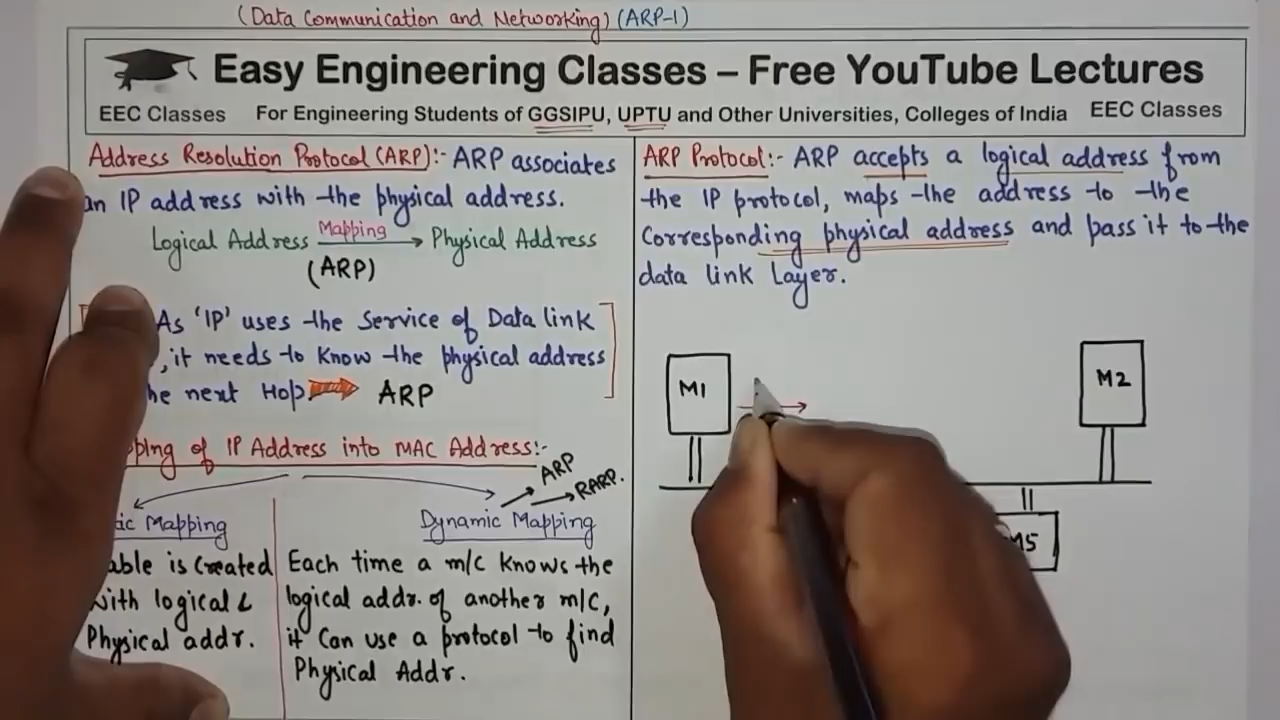 (Data Communication and Networking) (ARP-1)
Easy Engineering Classes – Free YouTube Lectures
EEC Classes For Engineering Students of GGSIPU, UPTU and Other Universities, Colleges of India EEC Classes
Address Resolution Protocol (ARP):- ARP associates
an IP address with the physical address.
Logical Address Mapping Physical Address
(ARP)
As 'IP' uses the Service of Data link
, it needs to know the physical address
next Hop ARP
of IP Address into MAC Address:-
ARP
RARP.
Mapping
is created
with logical &
Physical addr.
Dynamic Mapping
Each time a m/c knows the
logical addr. of another m/c,
it can use a protocol to find
Physical Addr.
ARP Protocol:- ARP accepts a logical address from
the IP protocol, maps the address to the
corresponding physical address and pass it to the
data link Layer.
M1
M2
M5